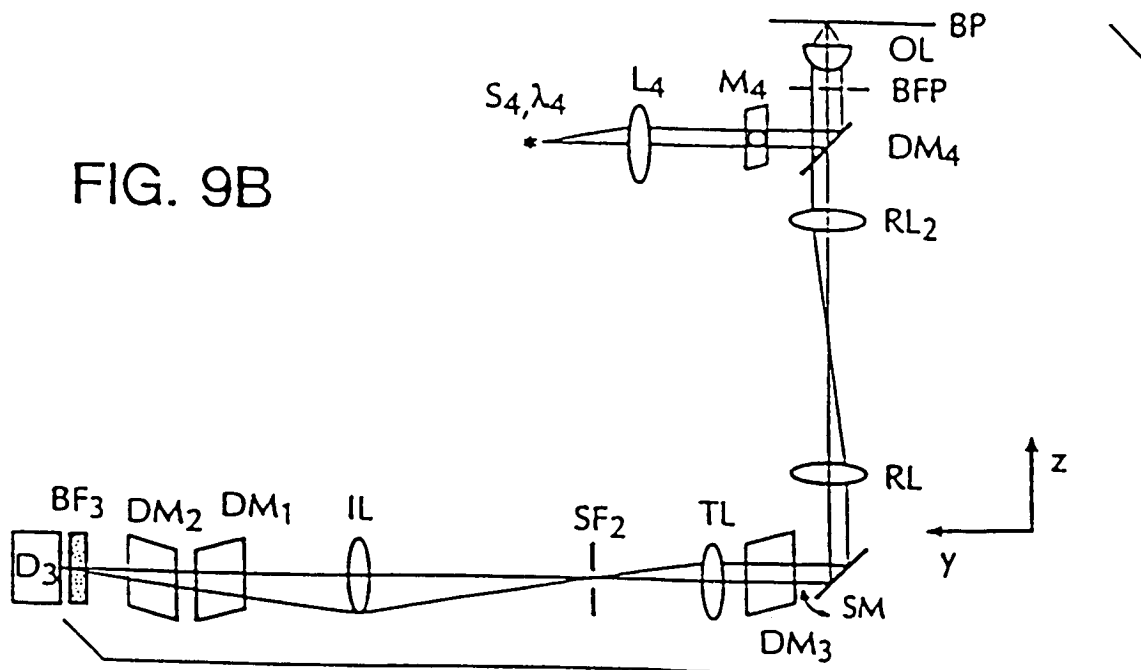 BP
OL
BFP
S4,λ4
L4
M4
DM4
FIG. 9B
RL2
z
RL
y
BF3
DM2
DM1
IL
SF2
TL
D3
SM
DM3